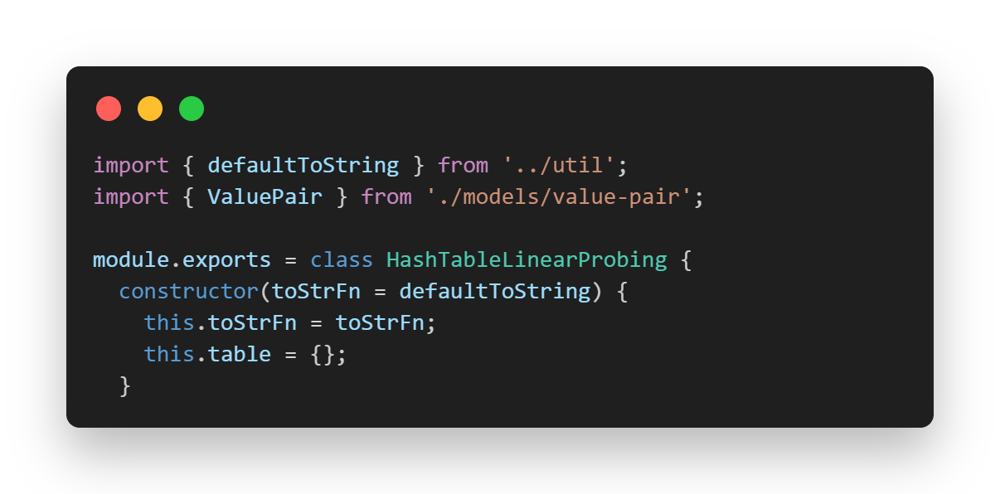 import { defaultToString } from '../util';
import { ValuePair } from './models/value-pair';

module.exports = class HashTableLinearProbing {
  constructor(toStrFn = defaultToString) {
    this.toStrFn = toStrFn;
    this.table = {};
  }